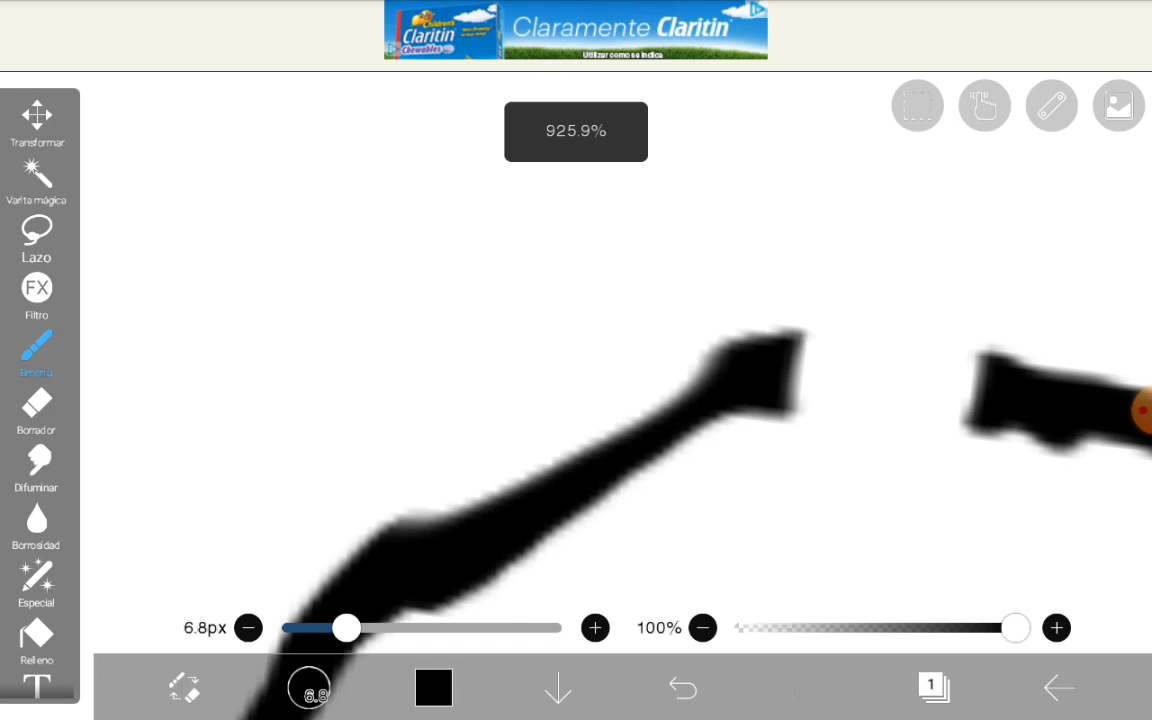 Children's
Claritin
Chewables
Claramente Claritin
Utilizar como se indica
925.9%
Transformar
Varita mágica
Lazo
FX
Filtro
Brocha
Borrador
Difuminar
Borrosidad
Especial
Relleno
T
6.8px
100%
6.8
1